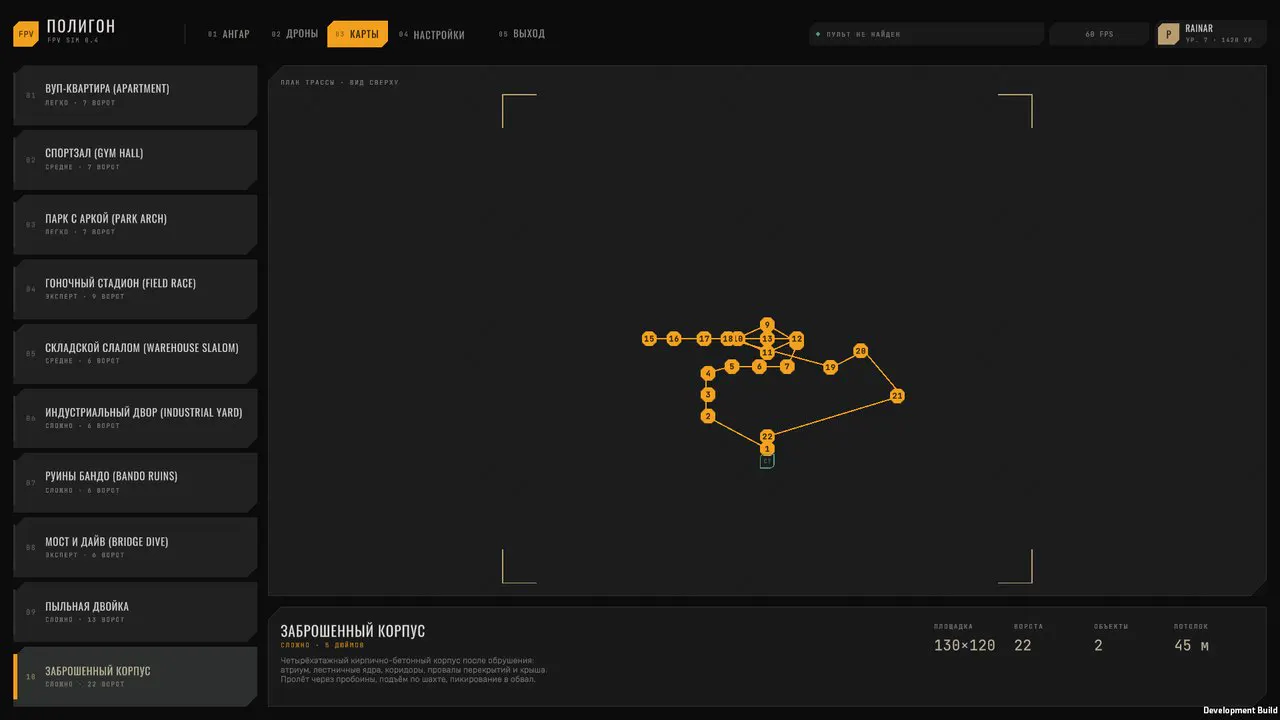 FPV
ПОЛИГОН
FPV SIM 0.4
01 АНГАР
02 ДРОНЫ
03 КАРТЫ
04 НАСТРОЙКИ
05 ВЫХОД
ПУЛЬТ НЕ НАЙДЕН
60 FPS
P
RAINAR
УР. 7 · 1420 XP
01
ВУП-КВАРТИРА (APARTMENT)
ЛЕГКО · 7 ВОРОТ
02
СПОРТЗАЛ (GYM HALL)
СРЕДНЕ · 7 ВОРОТ
03
ПАРК С АРКОЙ (PARK ARCH)
ЛЕГКО · 7 ВОРОТ
04
ГОНОЧНЫЙ СТАДИОН (FIELD RACE)
ЭКСПЕРТ · 9 ВОРОТ
05
СКЛАДСКОЙ СЛАЛОМ (WAREHOUSE SLALOM)
СРЕДНЕ · 6 ВОРОТ
06
ИНДУСТРИАЛЬНЫЙ ДВОР (INDUSTRIAL YARD)
СЛОЖНО · 6 ВОРОТ
07
РУИНЫ БАНДО (BANDO RUINS)
СЛОЖНО · 6 ВОРОТ
08
МОСТ И ДАЙВ (BRIDGE DIVE)
ЭКСПЕРТ · 6 ВОРОТ
09
ПЫЛЬНАЯ ДВОЙКА
СЛОЖНО · 13 ВОРОТ
10
ЗАБРОШЕННЫЙ КОРПУС
СЛОЖНО · 22 ВОРОТ
ПЛАН ТРАССЫ · ВИД СВЕРХУ
9
15 16 17 18 13 12
11
20
4 5 6 7 19
3
21
2
22
1
ЗАБРОШЕННЫЙ КОРПУС
СЛОЖНО · 5 ДЮЙМОВ
Четырёхэтажный кирпично-бетонный корпус после обрушения:
атриум, лестничные ядра, коридоры, провалы перекрытий и крыша.
Пролёт через пробоины, подъём по шахте, пикирование в обвал.
ПЛОЩАДКА
130×120
ВОРОТА
22
ОБЪЕКТЫ
2
ПОТОЛОК
45 м
Development Build